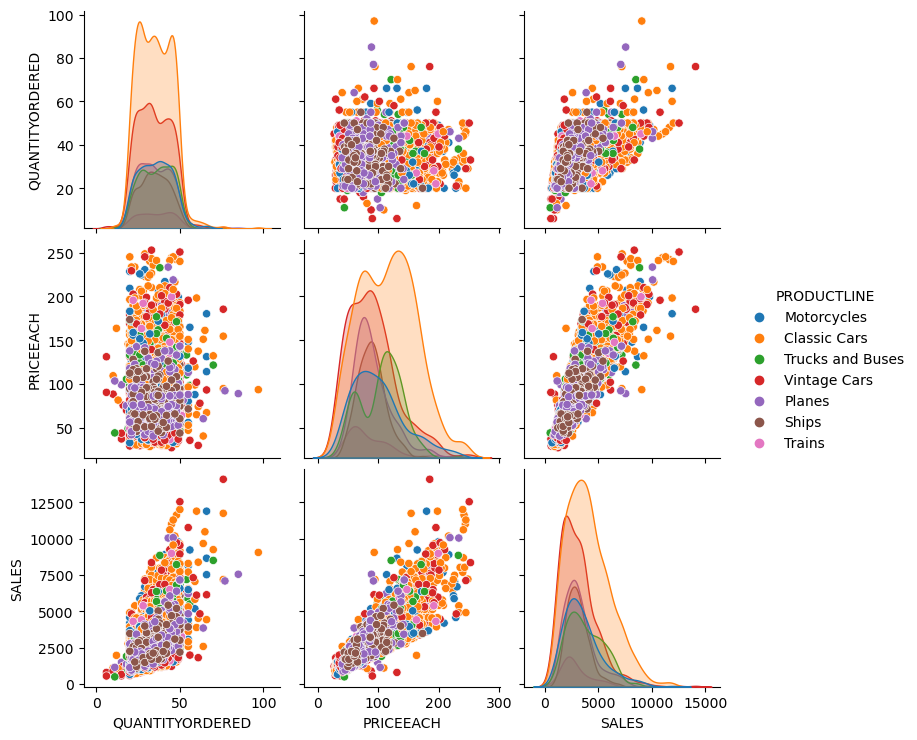 QUANTITYORDERED
100
80
60
40
20
PRICEEACH
250
200
150
100
50
SALES
12500
10000
7500
5000
2500
0
0 50 100
0 100 200 300
0 5000 10000 15000
QUANTITYORDERED PRICEEACH SALES
PRODUCTLINE
Motorcycles
Classic Cars
Trucks and Buses
Vintage Cars
Planes
Ships
Trains